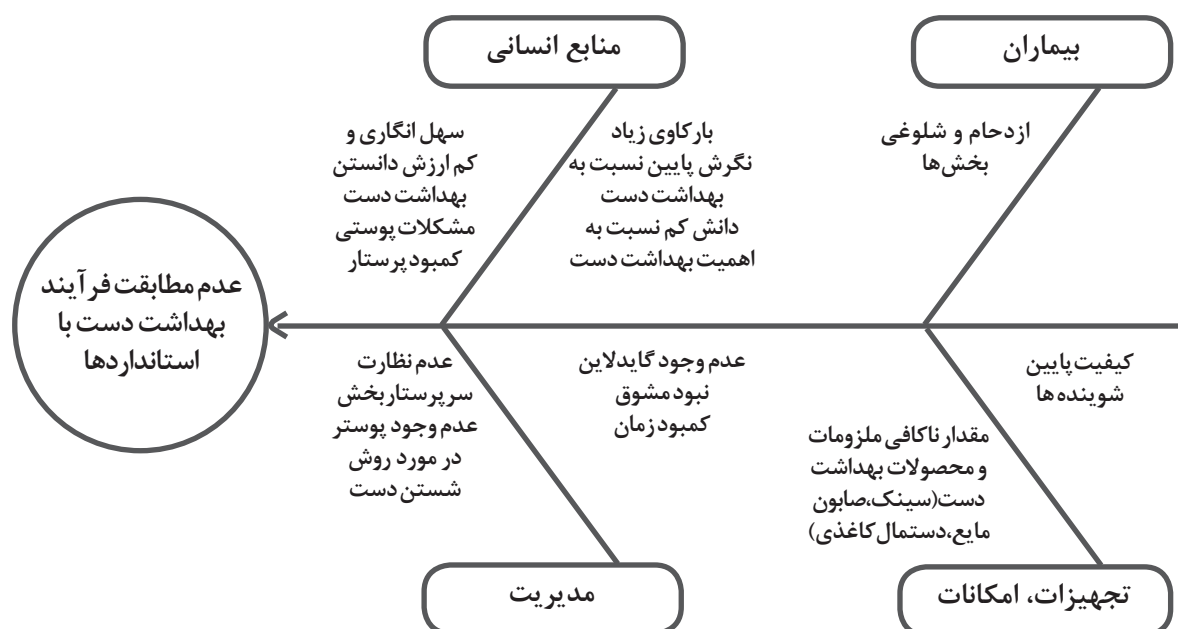 بیماران
منابع انسانی
ازدحام و شلوغی
بخش‌ها
بارکاوی زیاد
نگرش پایین نسبت به
بهداشت دست
دانش کم نسبت به
اهمیت بهداشت دست
سهل انگاری و
کم ارزش دانستن
بهداشت دست
مشکلات پوستی
کمبود پرستار
عدم مطابقت فرآیند
بهداشت دست با
استانداردها
کیفیت پایین
شوینده‌ها
مقدار ناکافی ملزومات
و محصولات بهداشت
دست(سینک،صابون
مایع،دستمال کاغذی)
عدم وجود گایدلاین
نبود مشوق
کمبود زمان
عدم نظارت
سرپرستار بخش
عدم وجود پوستر
در مورد روش
شستن دست
تجهیزات، امکانات
مدیریت